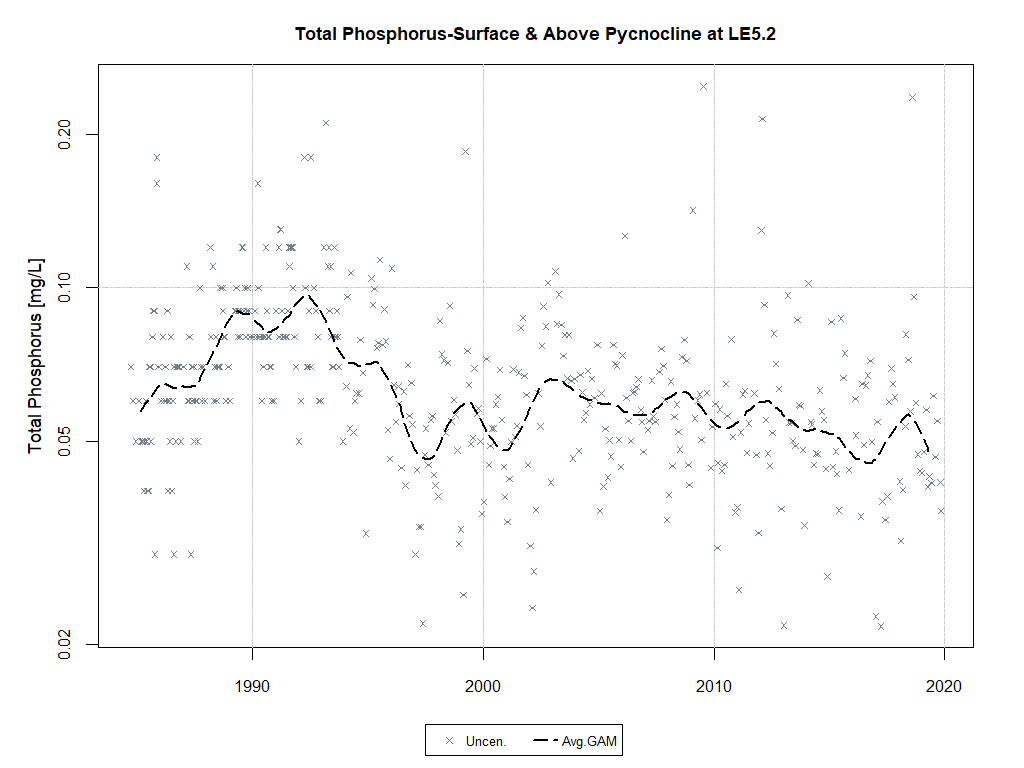 Total Phosphorus-Surface & Above Pycnocline at LE5.2
Total Phosphorus [mg/L]
0.20
0.10
0.05
0.02
1990 2000 2010 2020
Uncen. Avg.GAM